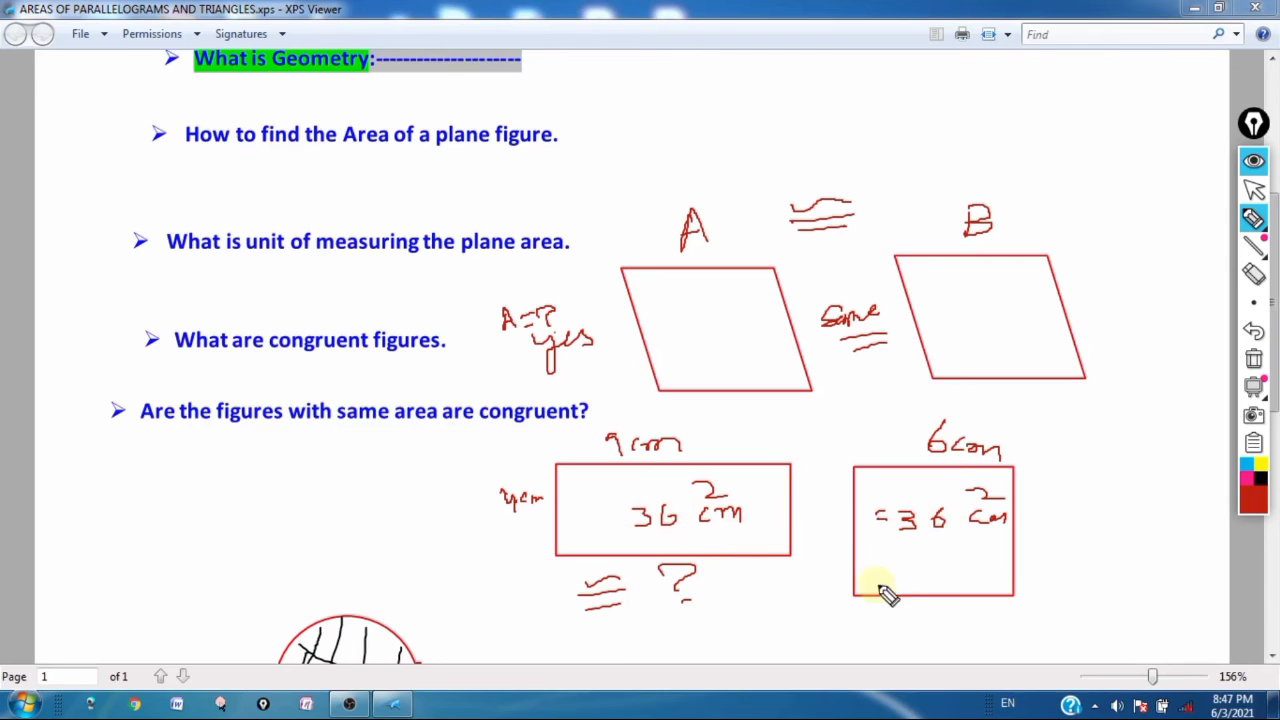 AREAS OF PARALLELOGRAMS AND TRIANGLES.xps - XPS Viewer
File Permissions Signatures Find
What is Geometry:---------------------
How to find the Area of a plane figure.
A ≅ B
What is unit of measuring the plane area.
A = ?
yes
same
What are congruent figures.
Are the figures with same area are congruent?
9cm 6cm
4cm
36 cm² = 36 cm²
≅ ?
Page 1 of 1 156%
EN 8:47 PM
6/3/2021